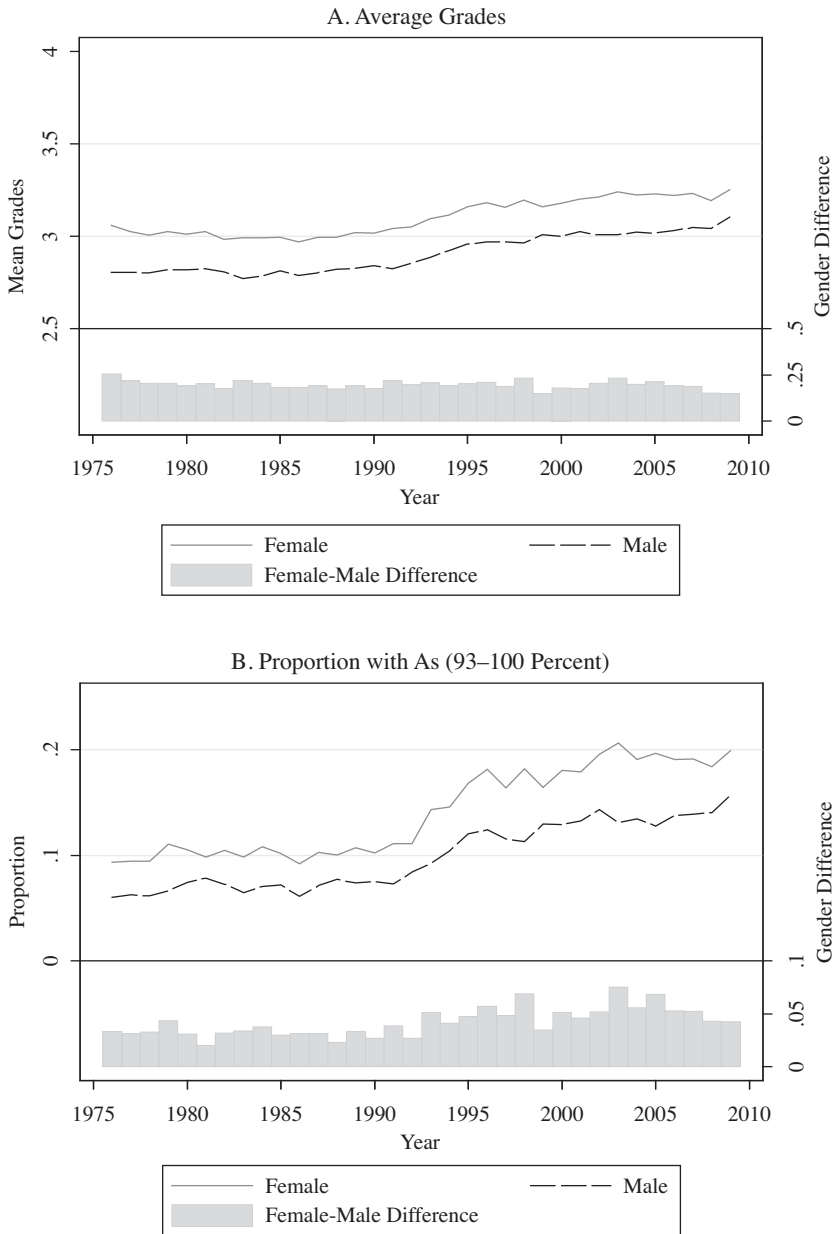 A. Average Grades
4
3.5
3
2.5
Mean Grades
.5
.25
0
Gender Difference
1975 1980 1985 1990 1995 2000 2005 2010
Year
Female Male
Female-Male Difference
B. Proportion with As (93–100 Percent)
.2
.1
0
Proportion
.1
.05
0
Gender Difference
1975 1980 1985 1990 1995 2000 2005 2010
Year
Female Male
Female-Male Difference